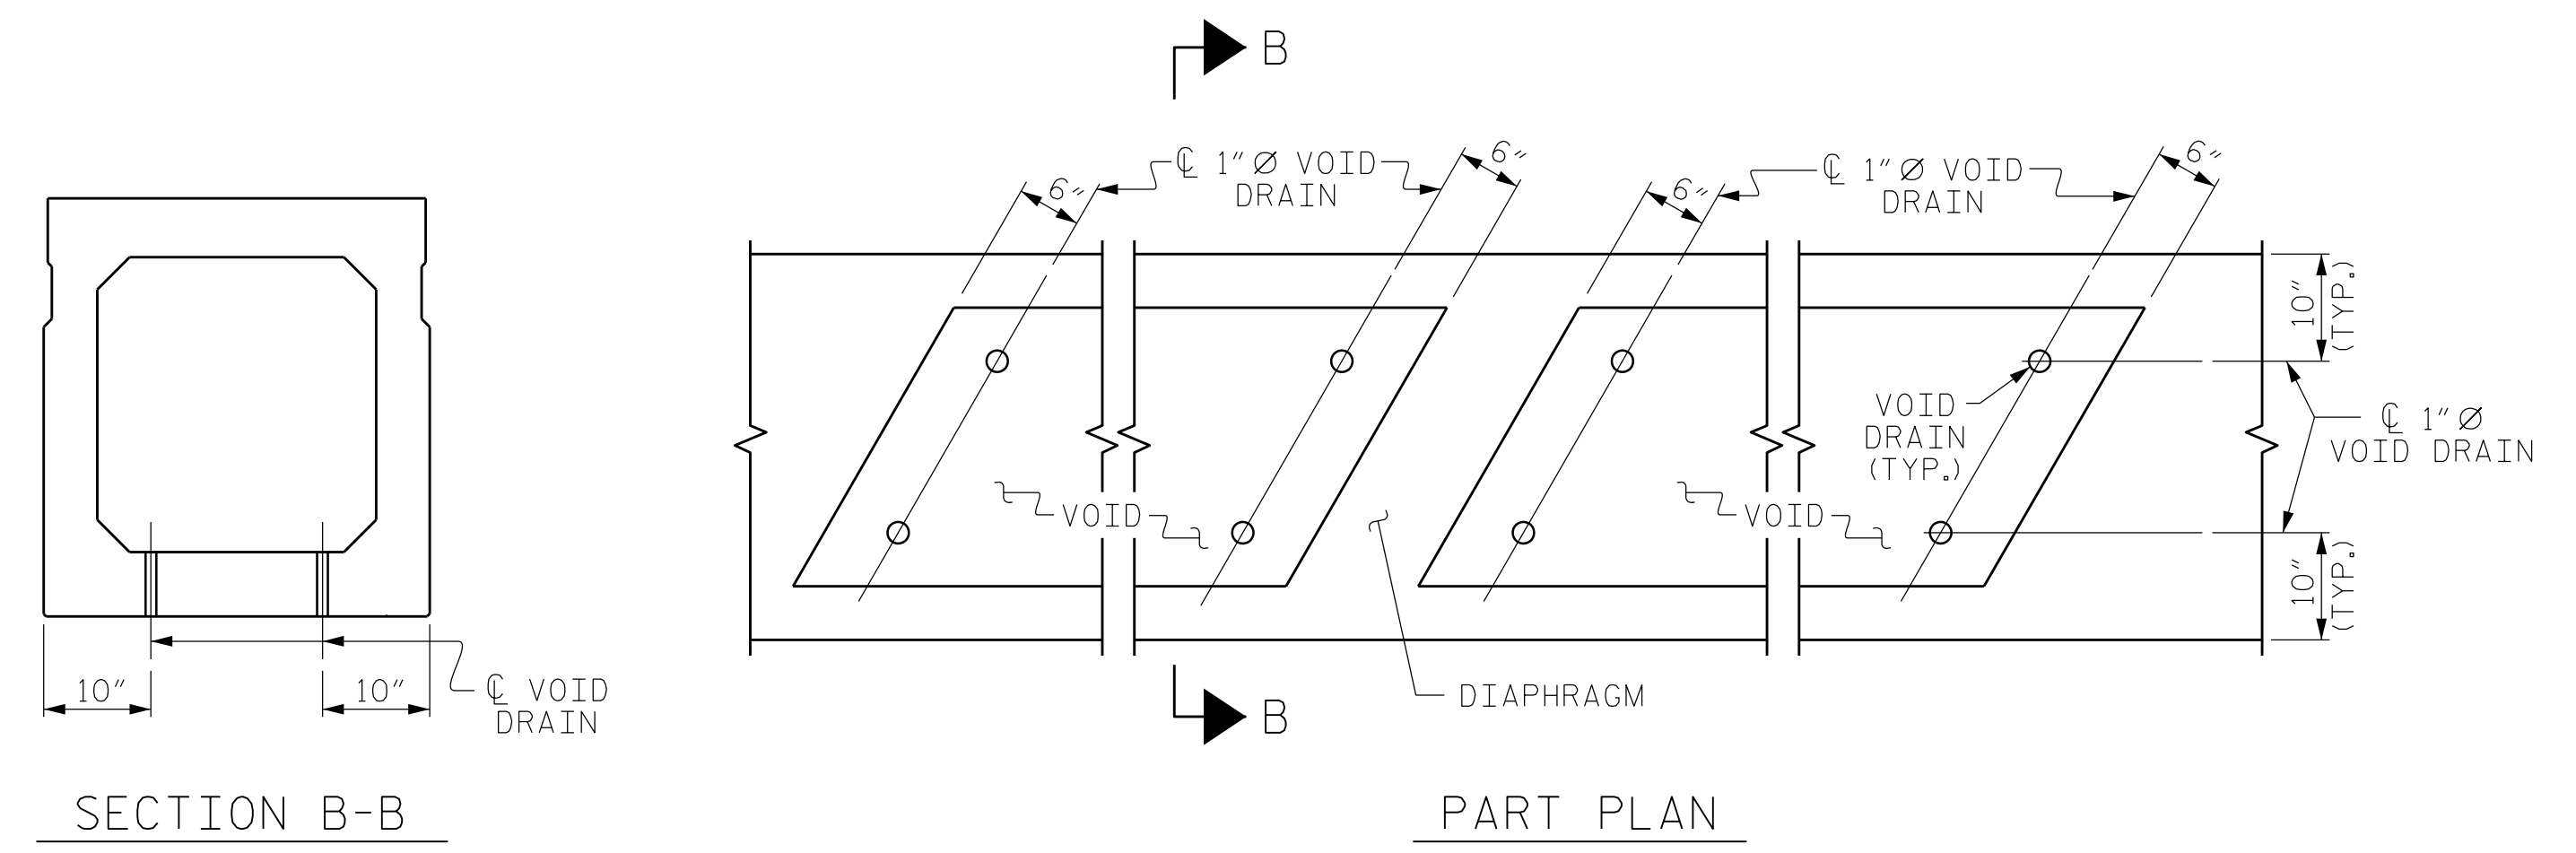 B
6"
℄ 1"Ø VOID
DRAIN
6"
6"
℄ 1"Ø VOID
DRAIN
6"
10"
(TYP.)
VOID
DRAIN
(TYP.)
℄ 1"Ø
VOID DRAIN
VOID
VOID
10"
(TYP.)
DIAPHRAGM
B
10"
10"
℄ VOID
DRAIN
SECTION B-B
PART PLAN